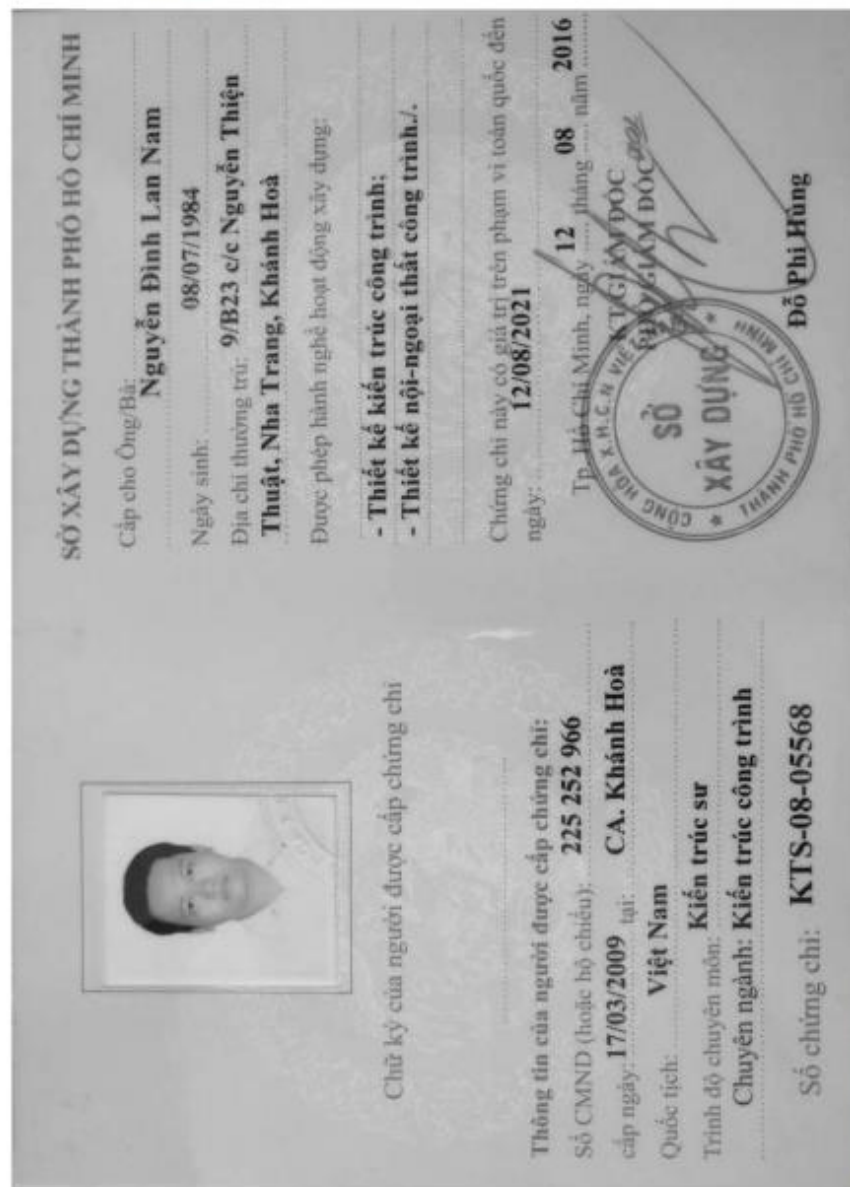 Chữ ký của người được cấp chứng chỉ
Thông tin của người được cấp chứng chỉ:
Số CMND (hoặc hộ chiếu): 225 252 966
cấp ngày: 17/03/2009 tại: CA. Khánh Hoà
Quốc tịch: Việt Nam
Trình độ chuyên môn: Kiến trúc sư
Chuyên ngành: Kiến trúc công trình
Số chứng chỉ: KTS-08-05568
SỞ XÂY DỰNG THÀNH PHỐ HỒ CHÍ MINH
Cấp cho Ông/Bà:
Nguyễn Đình Lan Nam
Ngày sinh: 08/07/1984
Địa chỉ thường trú: 9/B23 c/c Nguyễn Thiện
Thuật, Nha Trang, Khánh Hoà
Được phép hành nghề hoạt động xây dựng:
- Thiết kế kiến trúc công trình;
- Thiết kế nội-ngoại thất công trình./.
Chứng chỉ này có giá trị trên phạm vi toàn quốc đến
ngày: 12/08/2021
Tp. Hồ Chí Minh, ngày 12 tháng 08 năm 2016
KT.GIÁM ĐỐC
PHÓ GIÁM ĐỐC
CỘNG HÒA X.H.C.N VIỆT NAM
SỞ
XÂY DỰNG
THÀNH PHỐ HỒ CHÍ MINH
Đỗ Phi Hùng